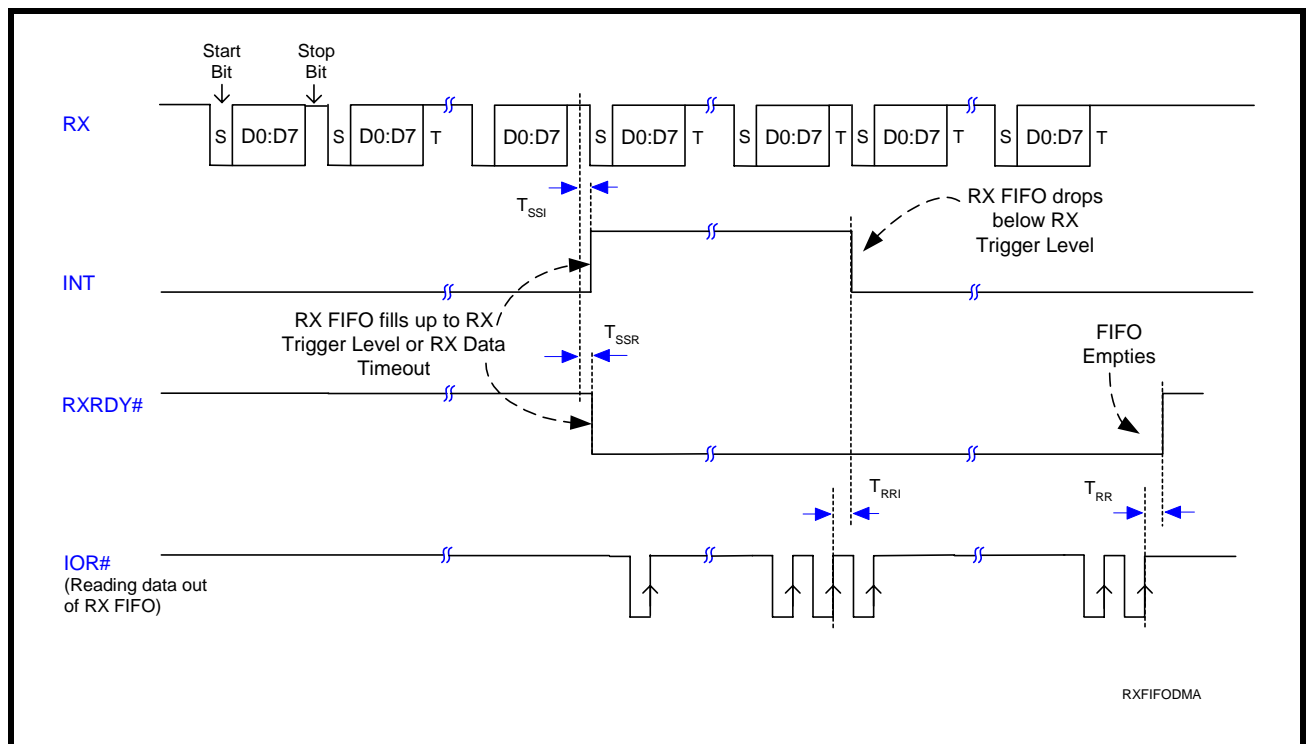 Start
Bit
Stop
Bit
RX
S D0:D7 S D0:D7 T D0:D7 S D0:D7 T S D0:D7 T S D0:D7 T S D0:D7 T
TSSI
RX FIFO drops
below RX
Trigger Level
INT
RX FIFO fills up to RX
Trigger Level or RX Data
Timeout
TSSR
FIFO
Empties
RXRDY#
TRRI
TRR
IOR#
(Reading data out
of RX FIFO)
RXFIFODMA